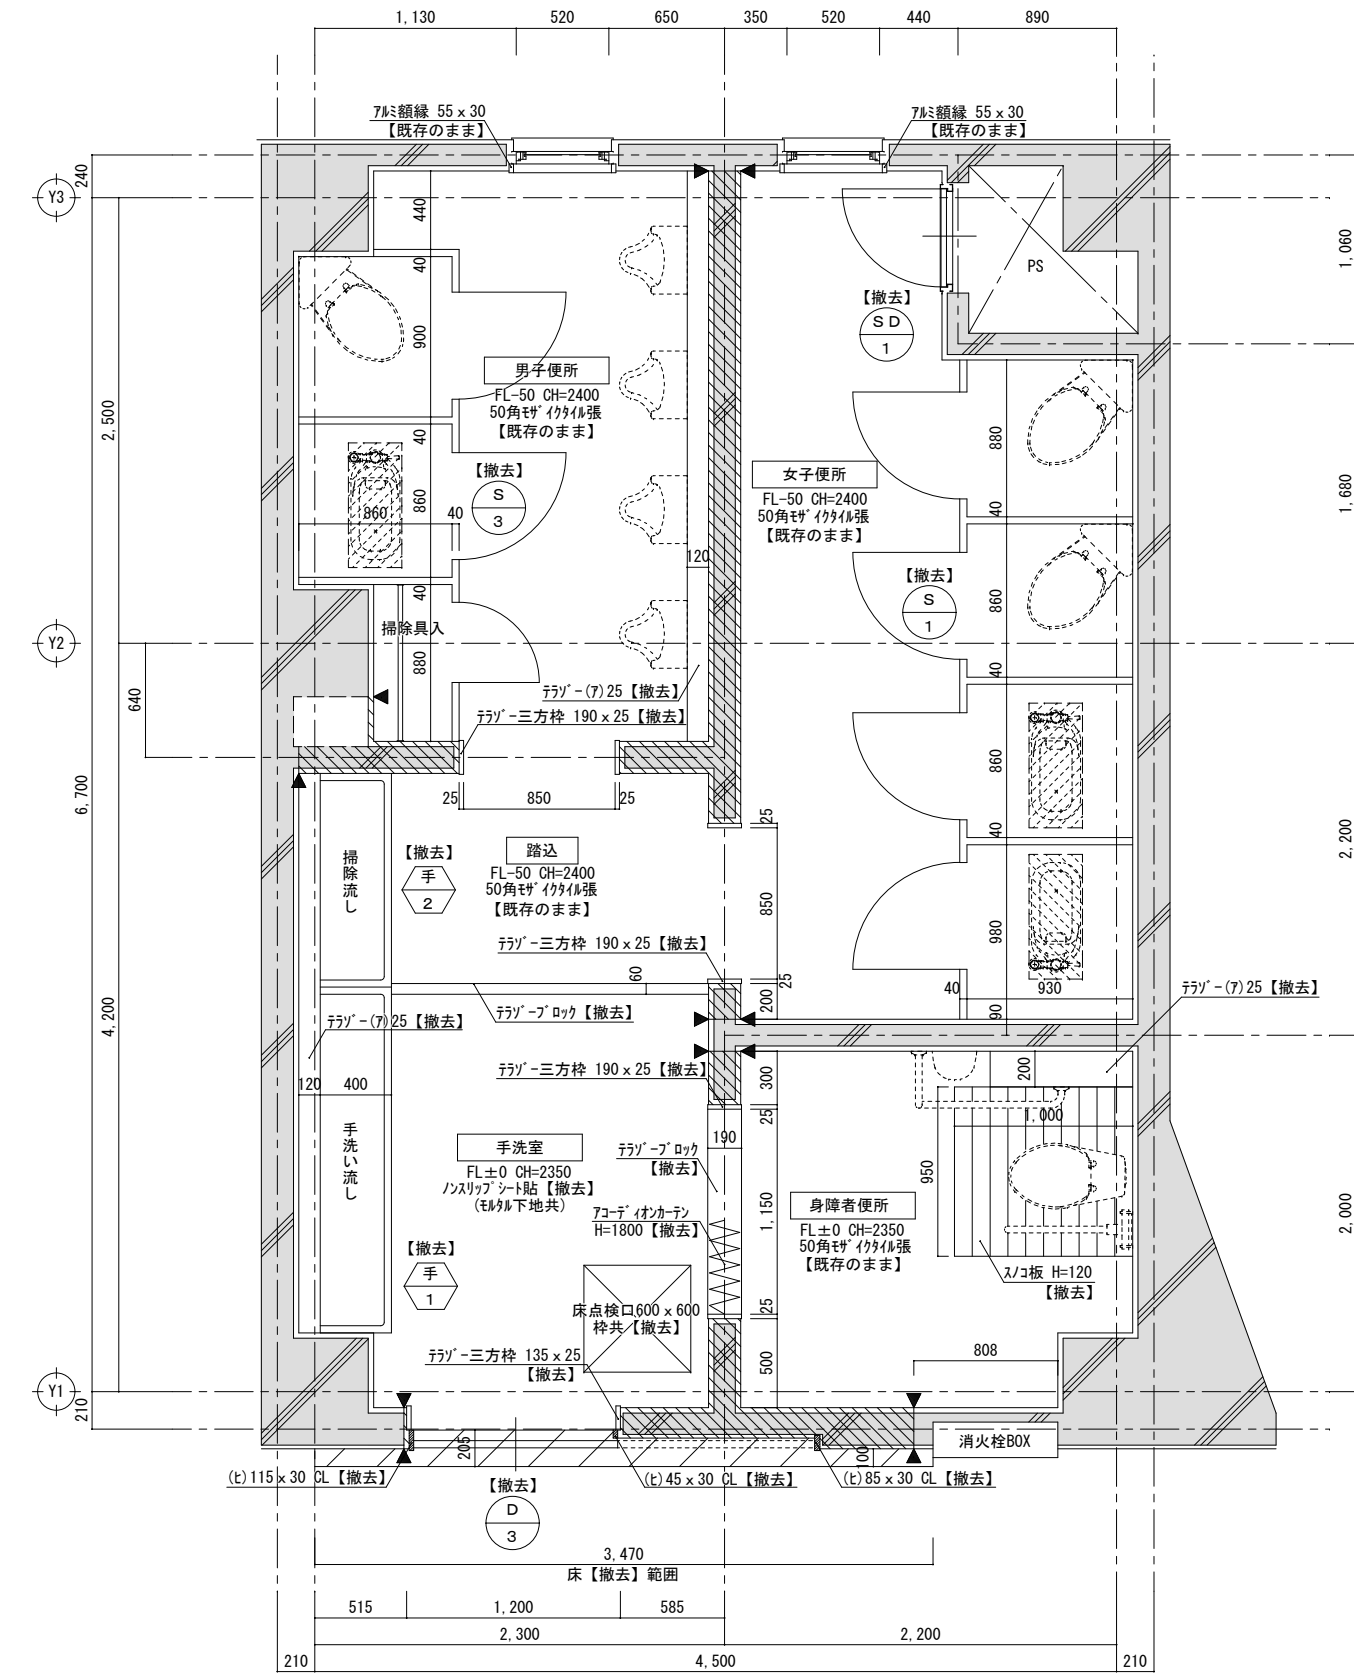 1,130
520
650
350
520
440
890
ｱﾙﾐ額縁 55×30
【既存のまま】
ｱﾙﾐ額縁 55×30
【既存のまま】
240
Y3
440
40
900
40
860
860
40
40
880
2,500
PS
1,060
【撤去】
SD
1
男子便所
FL-50 CH=2400
50角ﾓｻﾞｲｸﾀｲﾙ張
【既存のまま】
【撤去】
S
3
女子便所
FL-50 CH=2400
50角ﾓｻﾞｲｸﾀｲﾙ張
【既存のまま】
120
880
40
860
40
860
40
980
90
1,680
【撤去】
S
1
Y2
掃除具入
640
ﾃﾗｿﾞｰ(ｱ)25【撤去】
ﾃﾗｿﾞｰ三方枠 190×25【撤去】
6,700
25
850
25
25
850
25
200
2,200
掃除流し
【撤去】
手
2
踏込
FL-50 CH=2400
50角ﾓｻﾞｲｸﾀｲﾙ張
【既存のまま】
ﾃﾗｿﾞｰ三方枠 190×25【撤去】
60
40
930
ﾃﾗｿﾞｰ(ｱ)25【撤去】
4,200
ﾃﾗｿﾞｰﾌﾞﾛｯｸ【撤去】
ﾃﾗｿﾞｰ(ｱ)25【撤去】
ﾃﾗｿﾞｰ三方枠 190×25【撤去】
300
25
200
120
400
1,000
手洗い流し
手洗室
FL±0 CH=2350
ﾉﾝｽﾘｯﾌﾟｼｰﾄ貼【撤去】
(ﾓﾙﾀﾙ下地共)
190
ﾃﾗｿﾞｰﾌﾞﾛｯｸ
【撤去】
950
1,150
ｱｺｰﾃﾞｨｵﾝｶｰﾃﾝ
H=1800【撤去】
身障者便所
FL±0 CH=2350
50角ﾓｻﾞｲｸﾀｲﾙ張
【既存のまま】
2,000
【撤去】
手
1
ｽﾉｺ板 H=120
【撤去】
床点検口600×600
枠共【撤去】
25
ﾃﾗｿﾞｰ三方枠 135×25
【撤去】
500
808
Y1
210
205
消火栓BOX
100
(ﾋ)115×30 CL【撤去】
(ﾋ)45×30 CL【撤去】
(ﾋ)85×30 CL【撤去】
【撤去】
D
3
3,470
床【撤去】範囲
515
1,200
585
2,300
2,200
210
4,500
210